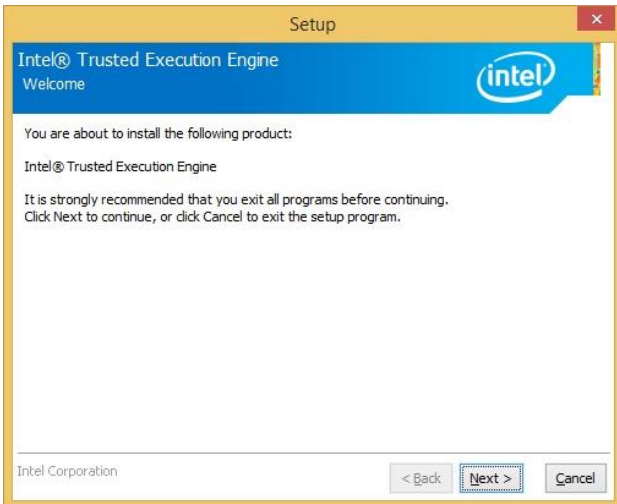 Setup
Intel® Trusted Execution Engine
Welcome
intel
You are about to install the following product:
Intel® Trusted Execution Engine
It is strongly recommended that you exit all programs before continuing.
Click Next to continue, or click Cancel to exit the setup program.
Intel Corporation
< Back
Next >
Cancel